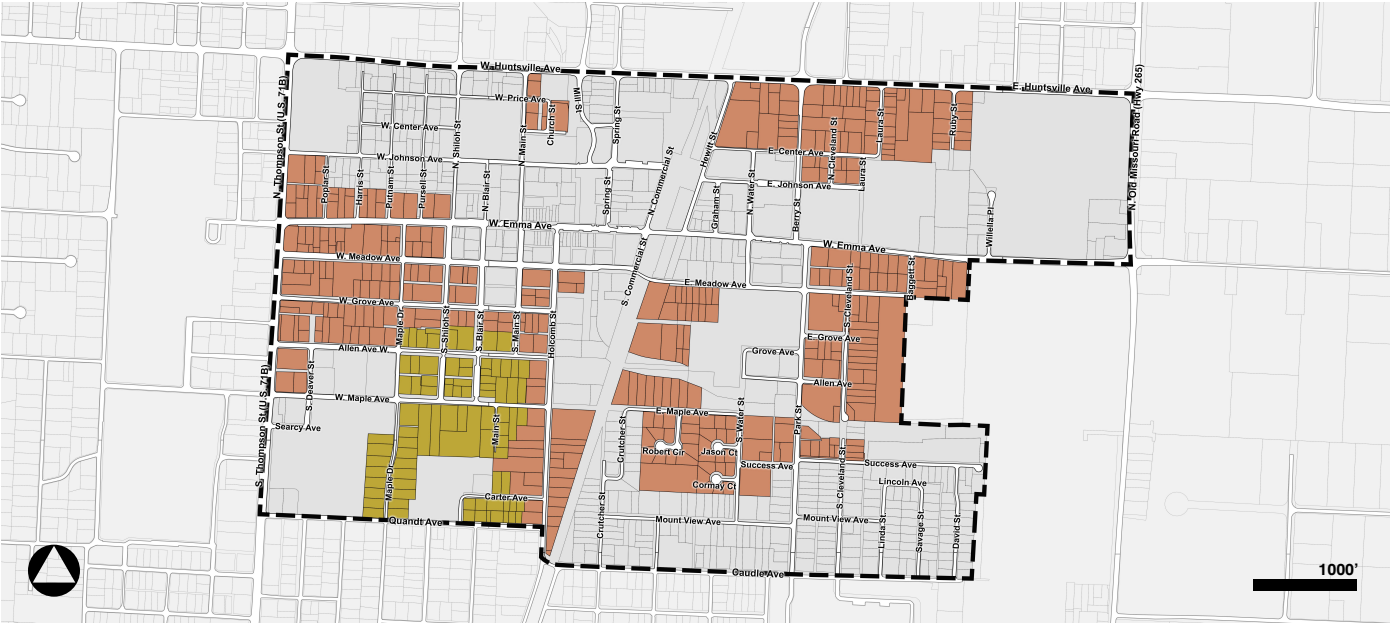 W. Huntsville Ave
E. Huntsville Ave
N. Thompson St (U.S. 71B)
N. Old Missouri Road (Hwy 265)
W. Price Ave
Mill St
Church St
Spring St
W. Center Ave
N. Shiloh St
N. Main St
Hewitt St
E. Center Ave
N. Cleveland St
Laura St
Ruby St
W. Johnson Ave
N. Commercial St
E. Johnson Ave
Laura St
Poplar St
Harris St
Putnam St
Pursell St
N. Blair St
Spring St
Graham St
N. Water St
Berry St
Willella Pl
W. Emma Ave
W. Emma Ave
W. Meadow Ave
S. Commercial St
E. Meadow Ave
S. Cleveland St
Baggett St
W. Grove Ave
Maple Dr
S. Shiloh St
S. Blair St
S. Main St
Holcomb St
E. Grove Ave
Allen Ave W
Grove Ave
S. Deaver St
Allen Ave
W. Maple Ave
E. Maple Ave
S. Thompson St (U.S. 71B)
Searcy Ave
Main St
Crutcher St
S. Water St
Park St
Robert Cir
Jason Ct
Success Ave
S. Cleveland St
Success Ave
Maple Dr
Cormay Ct
Lincoln Ave
Carter Ave
Crutcher St
Quandt Ave
Mount View Ave
Mount View Ave
Linda St
Savage St
David St
Caudle Ave
1000'